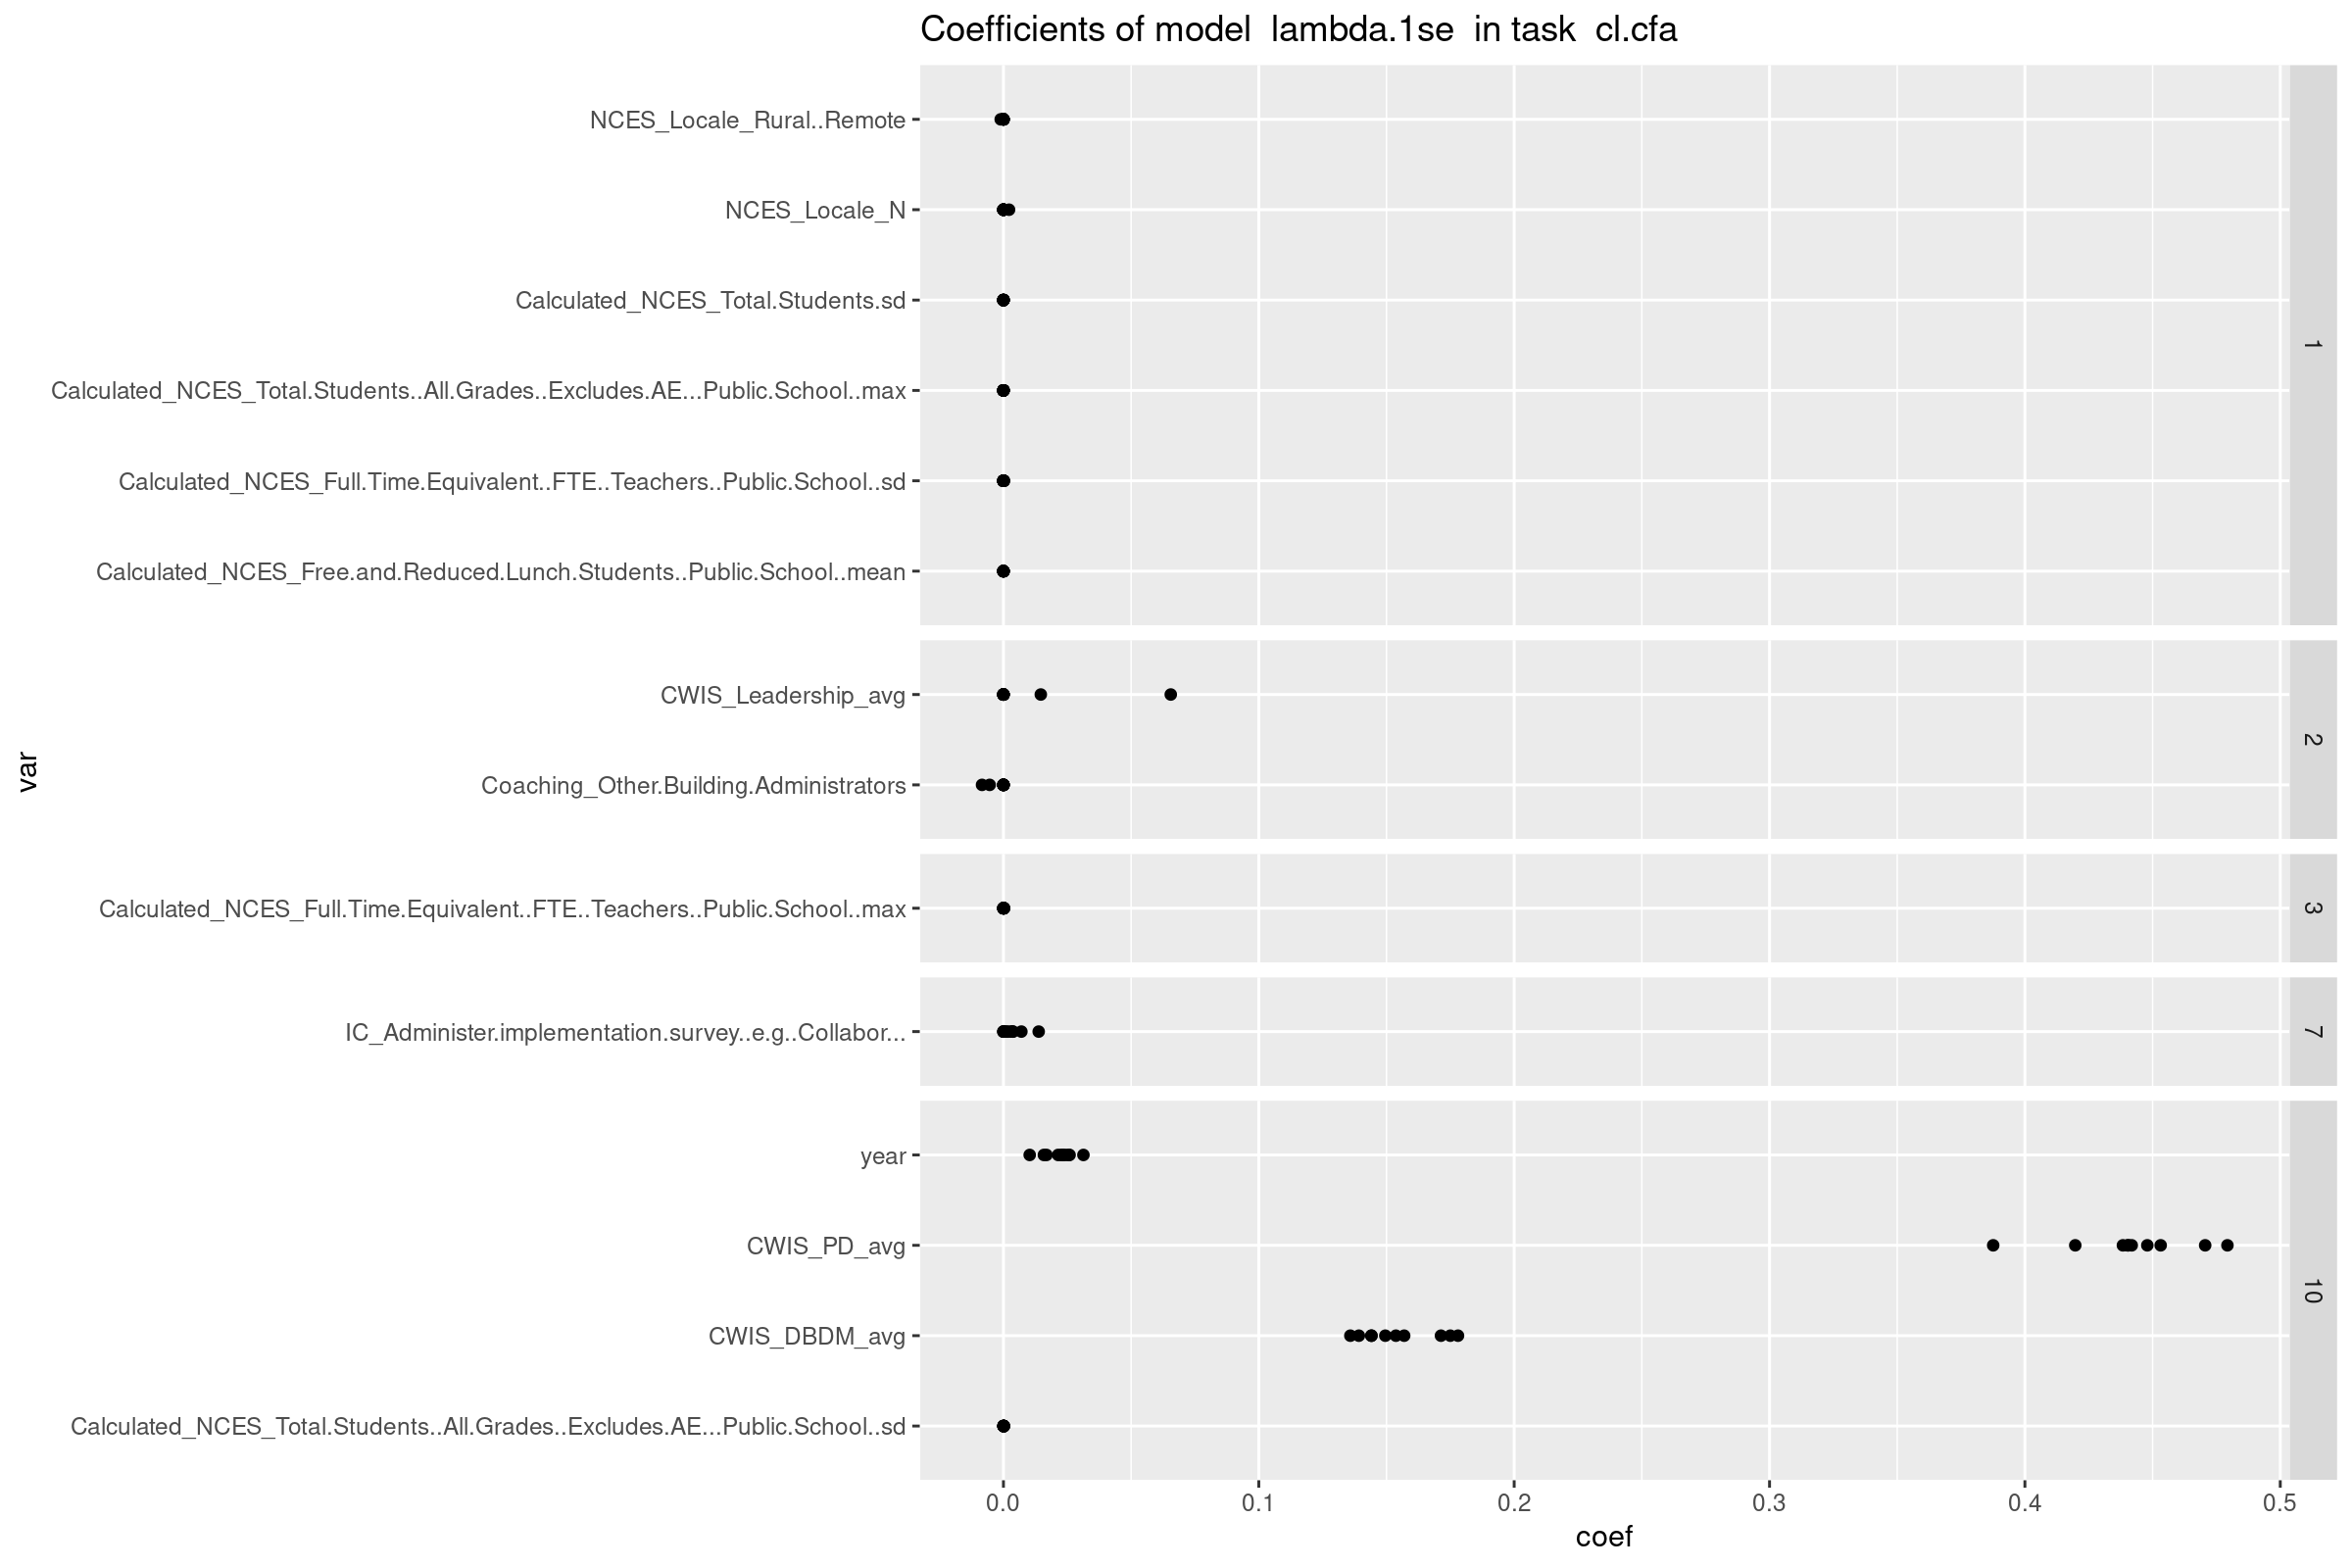 Coefficients of model  lambda.1se  in task  cl.cfa
NCES_Locale_Rural..Remote
NCES_Locale_N
Calculated_NCES_Total.Students.sd
Calculated_NCES_Total.Students..All.Grades..Excludes.AE...Public.School..max
Calculated_NCES_Full.Time.Equivalent..FTE..Teachers..Public.School..sd
Calculated_NCES_Free.and.Reduced.Lunch.Students..Public.School..mean
1
CWIS_Leadership_avg
Coaching_Other.Building.Administrators
2
Calculated_NCES_Full.Time.Equivalent..FTE..Teachers..Public.School..max
3
IC_Administer.implementation.survey..e.g..Collabor...
7
year
CWIS_PD_avg
CWIS_DBDM_avg
Calculated_NCES_Total.Students..All.Grades..Excludes.AE...Public.School..sd
10
var
0.0 0.1 0.2 0.3 0.4 0.5
coef